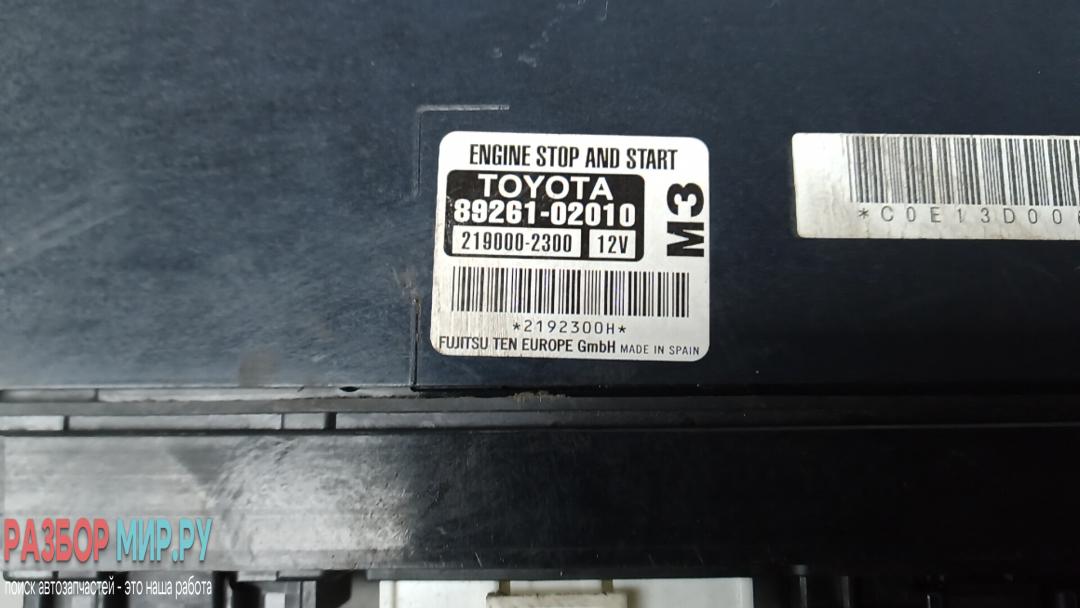 ENGINE STOP AND START
TOYOTA
89261-02010
219000-2300 12V
M3
*2192300H*
FUJITSU TEN EUROPE GmbH MADE IN SPAIN
*C0E13D00
РАЗБОР МИР.РУ
поиск автозапчастей - это наша работа